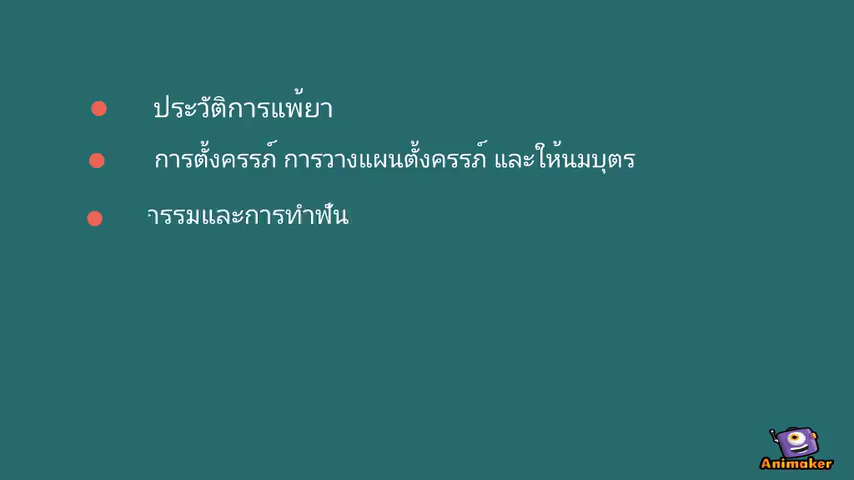 ประวัติการแพ้ยา
การตั้งครรภ์ การวางแผนตั้งครรภ์ และให้นมบุตร
และการทำฟัน
Animaker